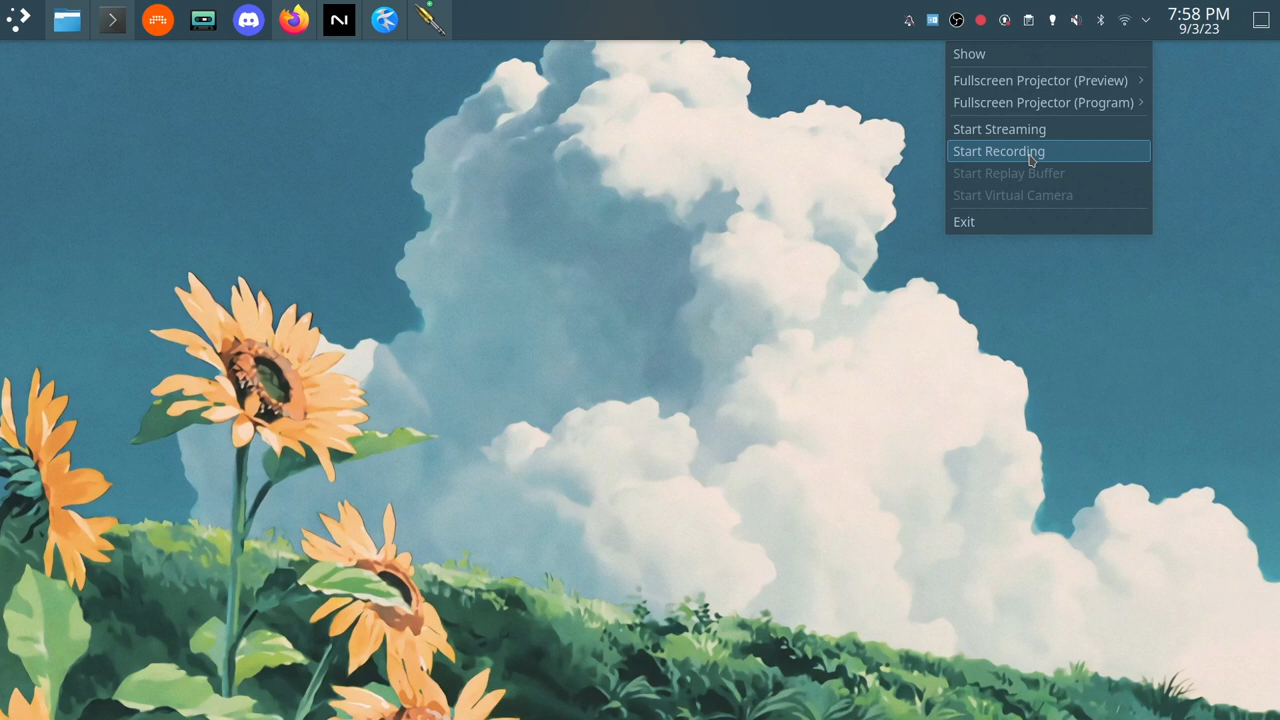 7:58 PM
9/3/23
Show
Fullscreen Projector (Preview)
Fullscreen Projector (Program)
Start Streaming
Start Recording
Start Replay Buffer
Start Virtual Camera
Exit